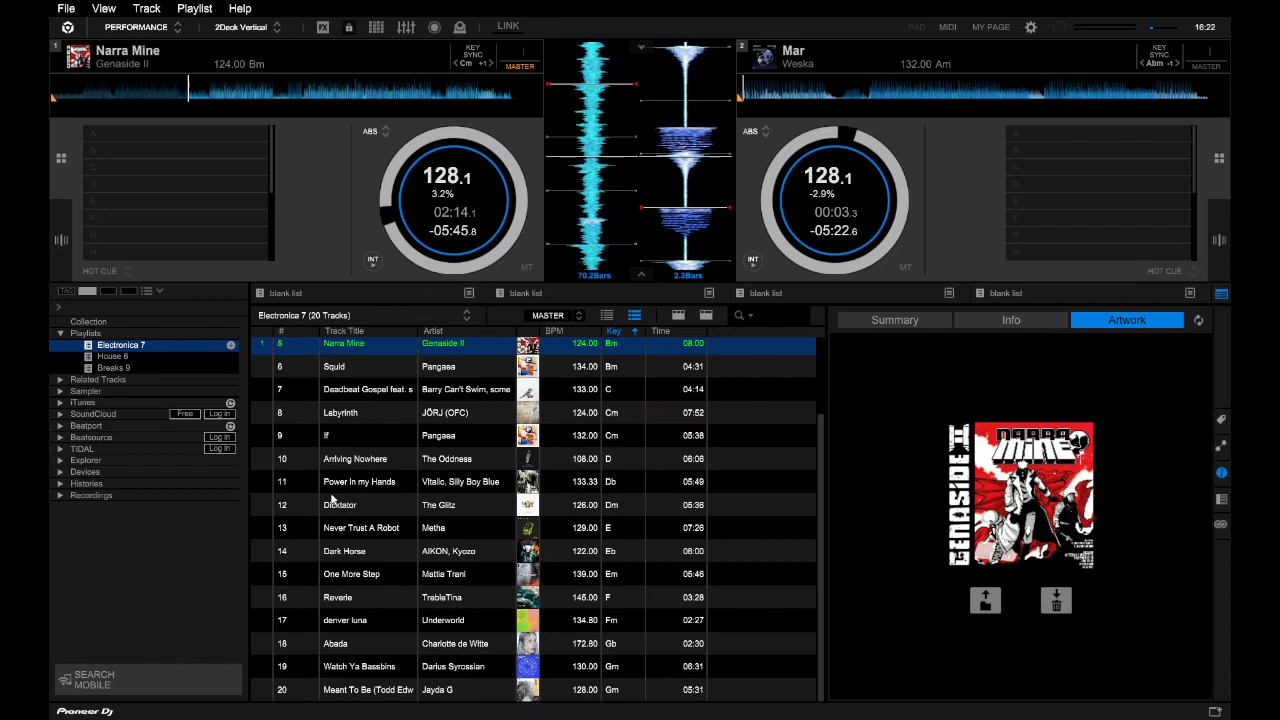 File View Track Playlist Help
PERFORMANCE 2Deck Vertical FX LINK PAD MIDI MY PAGE 16:22
1 Narra Mine KEY SYNC
Genaside II 124.00 Bm < Cm +1 > MASTER
2 Mar KEY SYNC
Weska 132.00 Am < Abm -1 > MASTER
A ABS ABS A
B B
C C
D 128.1 128.1 D
E 3.2% -2.9% E
F 02:14.1 00:03.3 F
G -05:45.8 -05:22.6 G
H INT MT INT MT H
HOT CUE 70.2Bars 2.3Bars HOT CUE
TAG blank list blank list blank list blank list
Electronica 7 (20 Tracks) MASTER Summary Info Artwork
# Track Title Artist BPM Key Time
1 5 Narra Mine Genaside II 124.00 Bm 08:00
6 Squid Pangaea 134.00 Bm 04:31
7 Deadbeat Gospel feat. s Barry Can't Swim, some 133.00 C 04:14
8 Labyrinth JÖRJ (OFC) 124.00 Cm 07:52
9 If Pangaea 132.00 Cm 05:38
10 Arriving Nowhere The Oddness 108.00 D 06:06
11 Power In my Hands Vitalic, Silly Boy Blue 133.33 Db 05:49
12 Dicktator The Glitz 126.00 Dm 05:36
13 Never Trust A Robot Metha 129.00 E 07:26
14 Dark Horse AIKON, Kyozo 122.00 Eb 06:00
15 One More Step Mattia Trani 139.00 Em 05:46
16 Reverie TrebleTina 145.00 F 03:28
17 denver luna Underworld 134.80 Fm 02:27
18 Abada Charlotte de Witte 172.80 Gb 02:30
19 Watch Ya Bassbins Darius Syrossian 130.00 Gm 06:31
20 Meant To Be (Todd Edw Jayda G 128.00 Gm 05:31
Collection
Playlists
Electronica 7
House 6
Breaks 9
Related Tracks
Sampler
iTunes
SoundCloud Free Log in
Beatport
Beatsource Log in
TIDAL Log in
Explorer
Devices
Histories
Recordings
SEARCH
MOBILE
Pioneer Dj
GENASIDE II
NARRA
MINE